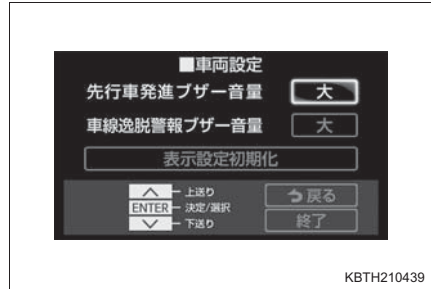 ■車両設定
先行車発進ブザー音量 大
車線逸脱警報ブザー音量 大
表示設定初期化
上送り
ENTER 決定/選択
下送り
戻る
終了
KBTH210439